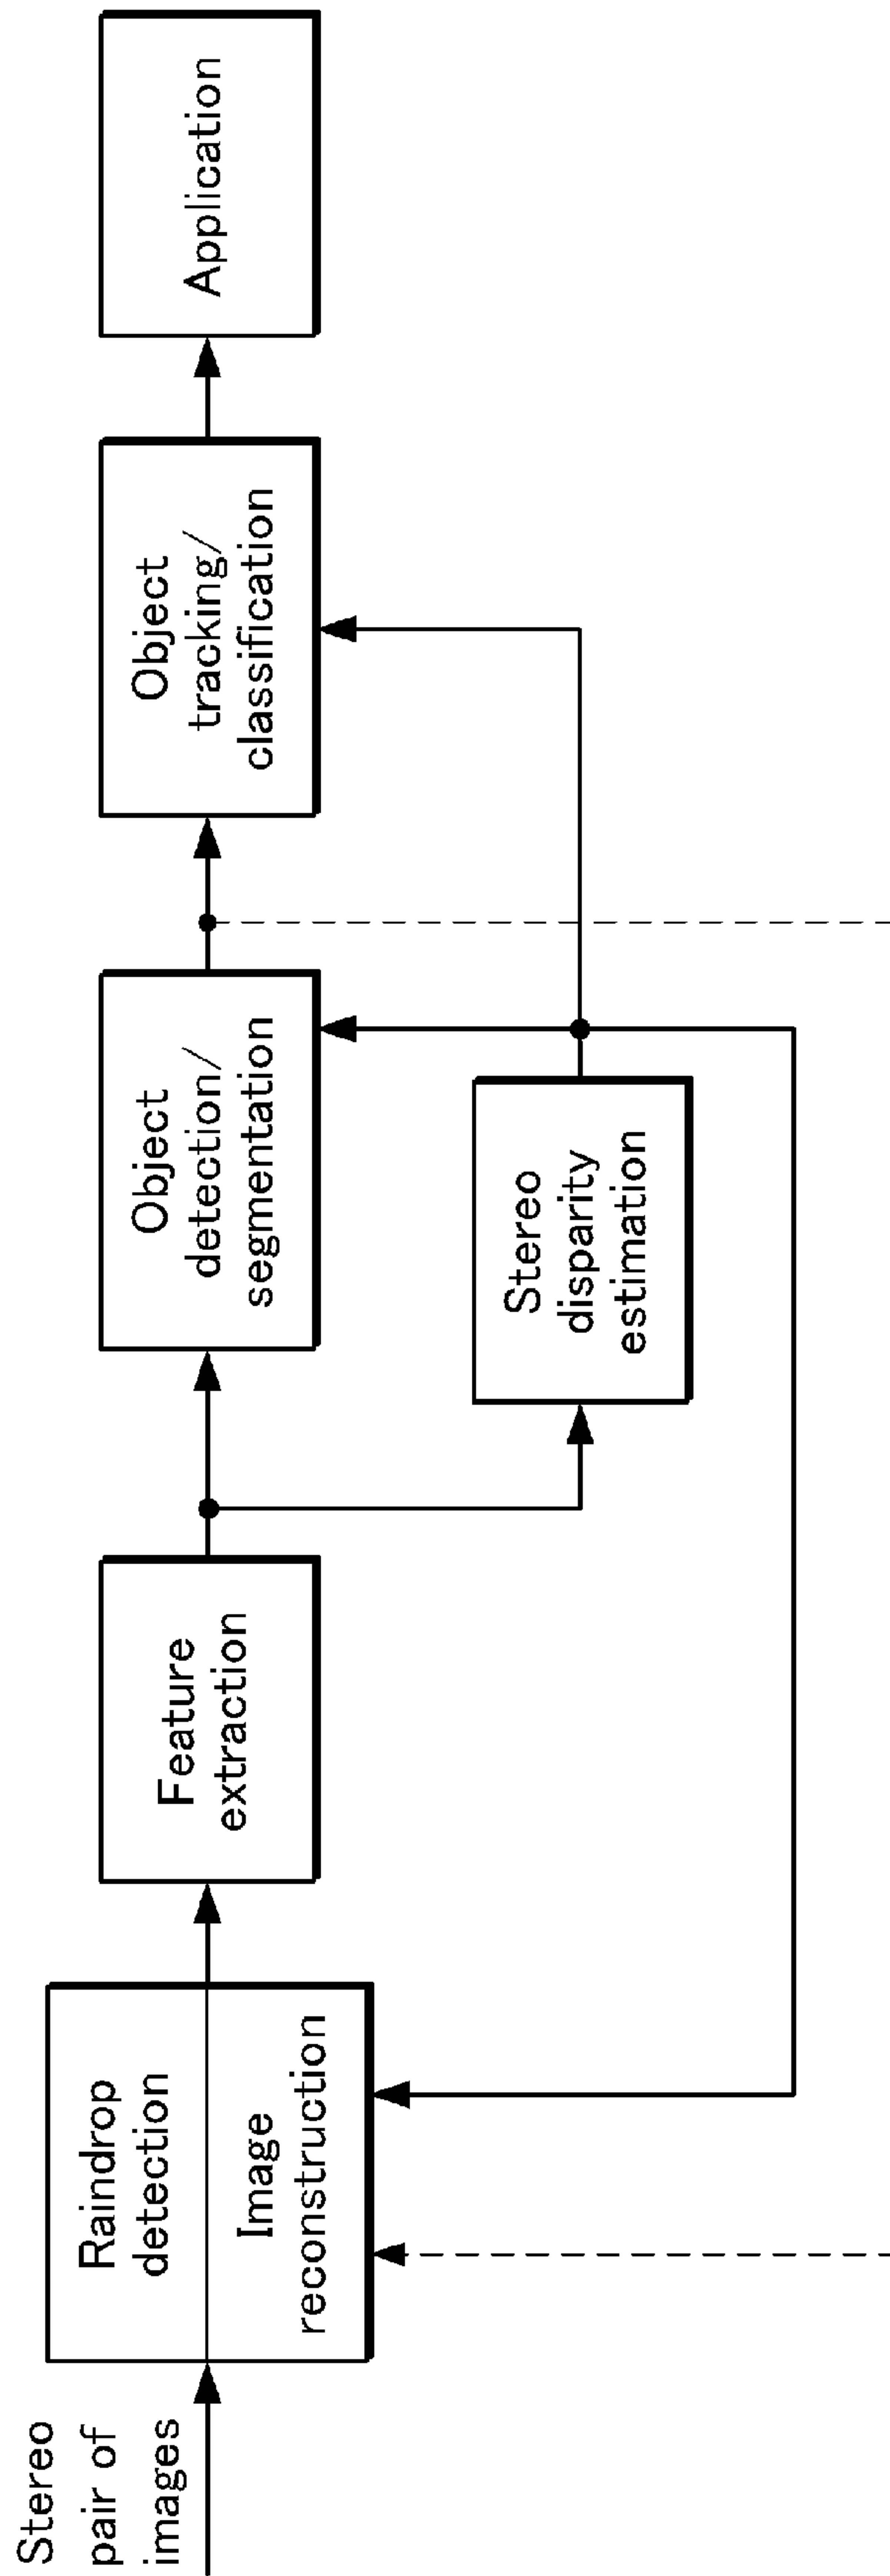 Stereo
pair of
images
Raindrop
detection
Image
reconstruction
Feature
extraction
Object
detection/
segmentation
Stereo
disparity
estimation
Object
tracking/
classification
Application